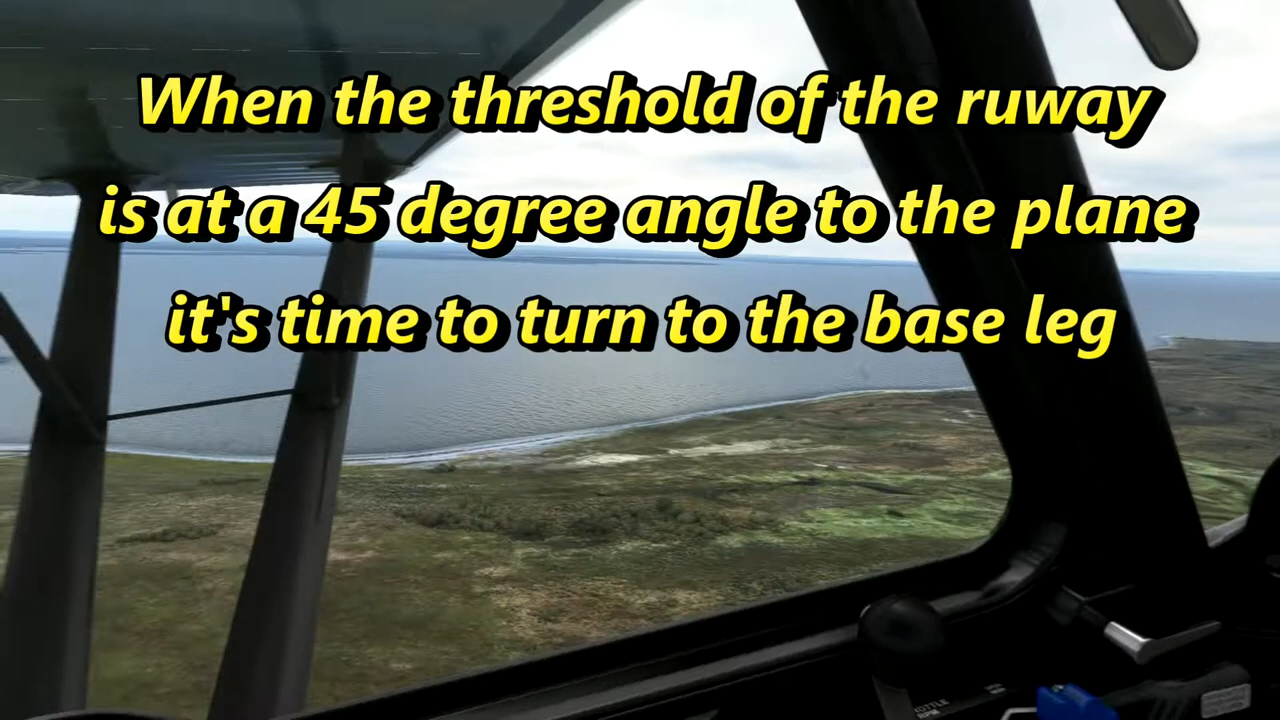 When the threshold of the ruway
is at a 45 degree angle to the plane
it's time to turn to the base leg